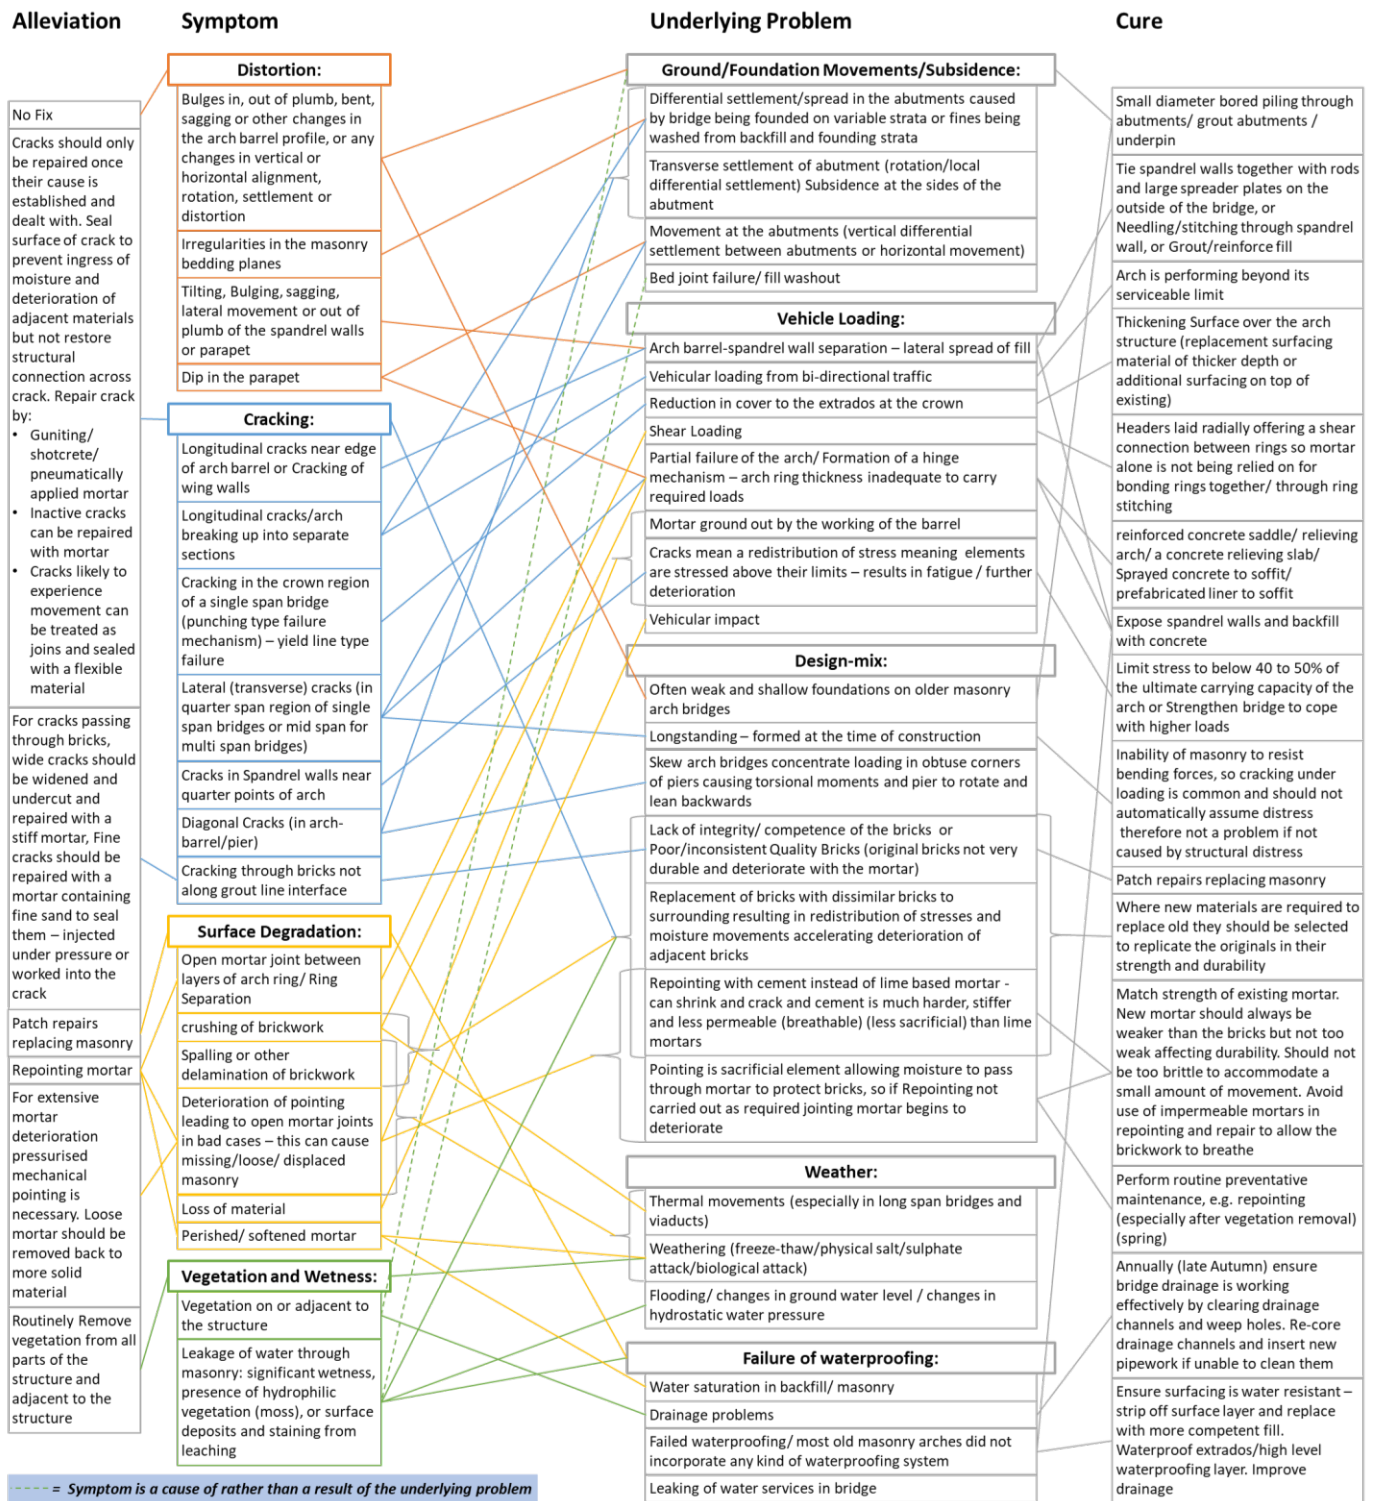 Alleviation
Symptom
Underlying Problem
Cure
No Fix
Cracks should only
be repaired once
their cause is
established and
dealt with. Seal
surface of crack to
prevent ingress of
moisture and
deterioration of
adjacent materials
but not restore
structural
connection across
crack. Repair crack
by:
• Guniting/
shotcrete/
pneumatically
applied mortar
• Inactive cracks
can be repaired
with mortar
• Cracks likely to
experience
movement can
be treated as
joins and sealed
with a flexible
material
For cracks passing
through bricks,
wide cracks should
be widened and
undercut and
repaired with a
stiff mortar, Fine
cracks should be
repaired with a
mortar containing
fine sand to seal
them – injected
under pressure or
worked into the
crack
Patch repairs
replacing masonry
Repointing mortar
For extensive
mortar
deterioration
pressurised
mechanical
pointing is
necessary. Loose
mortar should be
removed back to
more solid
material
Routinely Remove
vegetation from all
parts of the
structure and
adjacent to the
structure
Distortion:
Bulges in, out of plumb, bent,
sagging or other changes in
the arch barrel profile, or any
changes in vertical or
horizontal alignment,
rotation, settlement or
distortion
Irregularities in the masonry
bedding planes
Tilting, Bulging, sagging,
lateral movement or out of
plumb of the spandrel walls
or parapet
Dip in the parapet
Cracking:
Longitudinal cracks near edge
of arch barrel or Cracking of
wing walls
Longitudinal cracks/arch
breaking up into separate
sections
Cracking in the crown region
of a single span bridge
(punching type failure
mechanism) – yield line type
failure
Lateral (transverse) cracks (in
quarter span region of single
span bridges or mid span for
multi span bridges)
Cracks in Spandrel walls near
quarter points of arch
Diagonal Cracks (in arch-
barrel/pier)
Cracking through bricks not
along grout line interface
Surface Degradation:
Open mortar joint between
layers of arch ring/ Ring
Separation
crushing of brickwork
Spalling or other
delamination of brickwork
Deterioration of pointing
leading to open mortar joints
in bad cases – this can cause
missing/loose/ displaced
masonry
Loss of material
Perished/ softened mortar
Vegetation and Wetness:
Vegetation on or adjacent to
the structure
Leakage of water through
masonry: significant wetness,
presence of hydrophilic
vegetation (moss), or surface
deposits and staining from
leaching
Ground/Foundation Movements/Subsidence:
Differential settlement/spread in the abutments caused
by bridge being founded on variable strata or fines being
washed from backfill and founding strata
Transverse settlement of abutment (rotation/local
differential settlement) Subsidence at the sides of the
abutment
Movement at the abutments (vertical differential
settlement between abutments or horizontal movement)
Bed joint failure/ fill washout
Vehicle Loading:
Arch barrel-spandrel wall separation – lateral spread of fill
Vehicular loading from bi-directional traffic
Reduction in cover to the extrados at the crown
Shear Loading
Partial failure of the arch/ Formation of a hinge
mechanism – arch ring thickness inadequate to carry
required loads
Mortar ground out by the working of the barrel
Cracks mean a redistribution of stress meaning elements
are stressed above their limits – results in fatigue / further
deterioration
Vehicular impact
Design-mix:
Often weak and shallow foundations on older masonry
arch bridges
Longstanding – formed at the time of construction
Skew arch bridges concentrate loading in obtuse corners
of piers causing torsional moments and pier to rotate and
lean backwards
Lack of integrity/ competence of the bricks or
Poor/inconsistent Quality Bricks (original bricks not very
durable and deteriorate with the mortar)
Replacement of bricks with dissimilar bricks to
surrounding resulting in redistribution of stresses and
moisture movements accelerating deterioration of
adjacent bricks
Repointing with cement instead of lime based mortar -
can shrink and crack and cement is much harder, stiffer
and less permeable (breathable) (less sacrificial) than lime
mortars
Pointing is sacrificial element allowing moisture to pass
through mortar to protect bricks, so if Repointing not
carried out as required jointing mortar begins to
deteriorate
Weather:
Thermal movements (especially in long span bridges and
viaducts)
Weathering (freeze-thaw/physical salt/sulphate
attack/biological attack)
Flooding/ changes in ground water level / changes in
hydrostatic water pressure
Failure of waterproofing:
Water saturation in backfill/ masonry
Drainage problems
Failed waterproofing/ most old masonry arches did not
incorporate any kind of waterproofing system
Leaking of water services in bridge
Small diameter bored piling through
abutments/ grout abutments /
underpin
Tie spandrel walls together with rods
and large spreader plates on the
outside of the bridge, or
Needling/stitching through spandrel
wall, or Grout/reinforce fill
Arch is performing beyond its
serviceable limit
Thickening Surface over the arch
structure (replacement surfacing
material of thicker depth or
additional surfacing on top of
existing)
Headers laid radially offering a shear
connection between rings so mortar
alone is not being relied on for
bonding rings together/ through ring
stitching
reinforced concrete saddle/ relieving
arch/ a concrete relieving slab/
Sprayed concrete to soffit/
prefabricated liner to soffit
Expose spandrel walls and backfill
with concrete
Limit stress to below 40 to 50% of
the ultimate carrying capacity of the
arch or Strengthen bridge to cope
with higher loads
Inability of masonry to resist
bending forces, so cracking under
loading is common and should not
automatically assume distress
therefore not a problem if not
caused by structural distress
Patch repairs replacing masonry
Where new materials are required to
replace old they should be selected
to replicate the originals in their
strength and durability
Match strength of existing mortar.
New mortar should always be
weaker than the bricks but not too
weak affecting durability. Should not
be too brittle to accommodate a
small amount of movement. Avoid
use of impermeable mortars in
repointing and repair to allow the
brickwork to breathe
Perform routine preventative
maintenance, e.g. repointing
(especially after vegetation removal)
(spring)
Annually (late Autumn) ensure
bridge drainage is working
effectively by clearing drainage
channels and weep holes. Re-core
drainage channels and insert new
pipework if unable to clean them
Ensure surfacing is water resistant –
strip off surface layer and replace
with more competent fill.
Waterproof extrados/high level
waterproofing layer. Improve
drainage
= Symptom is a cause of rather than a result of the underlying problem